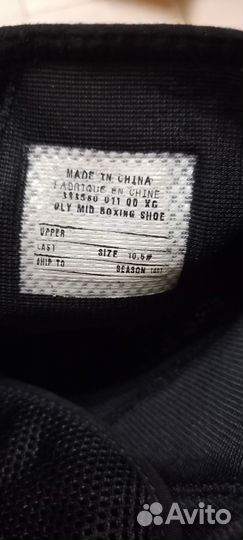 MADE IN CHINA
FABRIQUE EN CHINE
333580 011 00 XG
OLY MID BOXING SHOE
UPPER
LAST SIZE 10.5#
SHIP TO SEASON
Avito